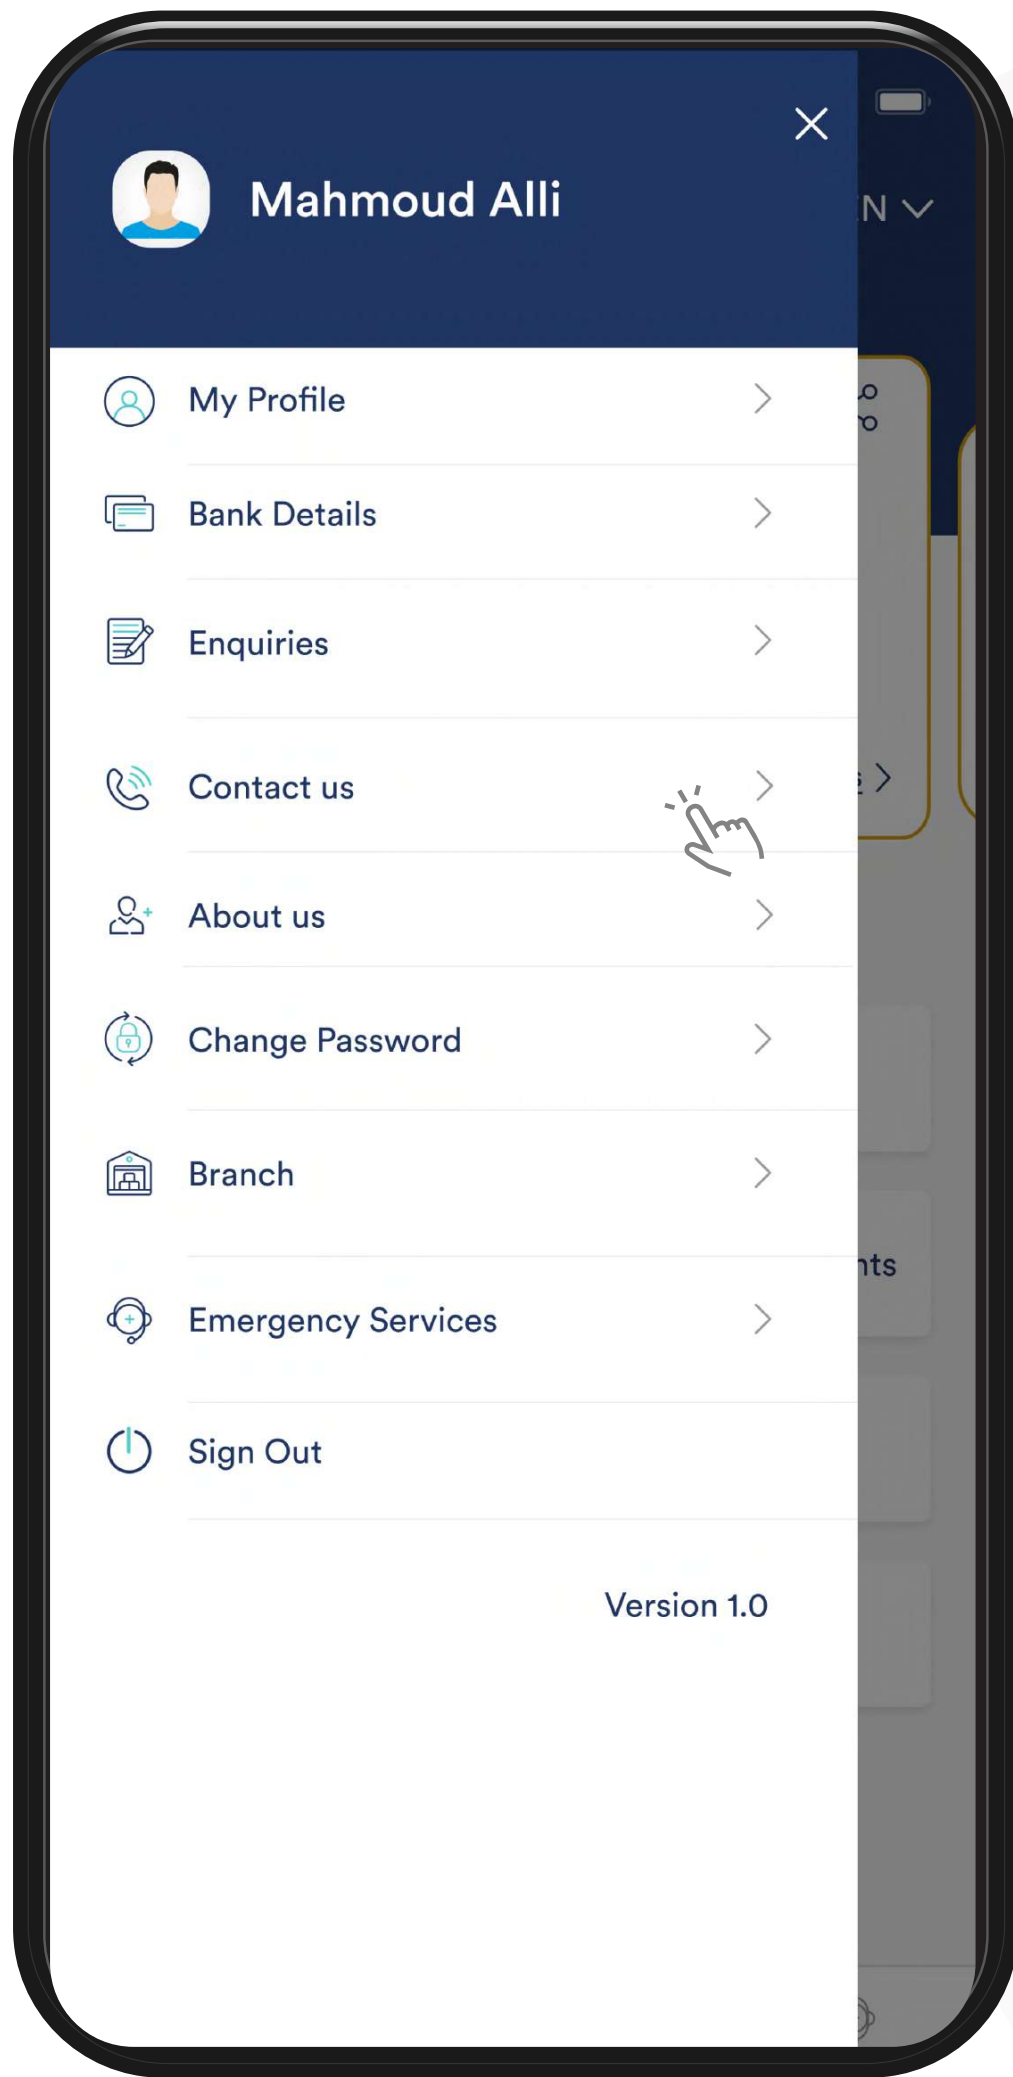 Mahmoud Alli
My Profile
Bank Details
Enquiries
Contact us
About us
Change Password
Branch
Emergency Services
Sign Out
Version 1.0